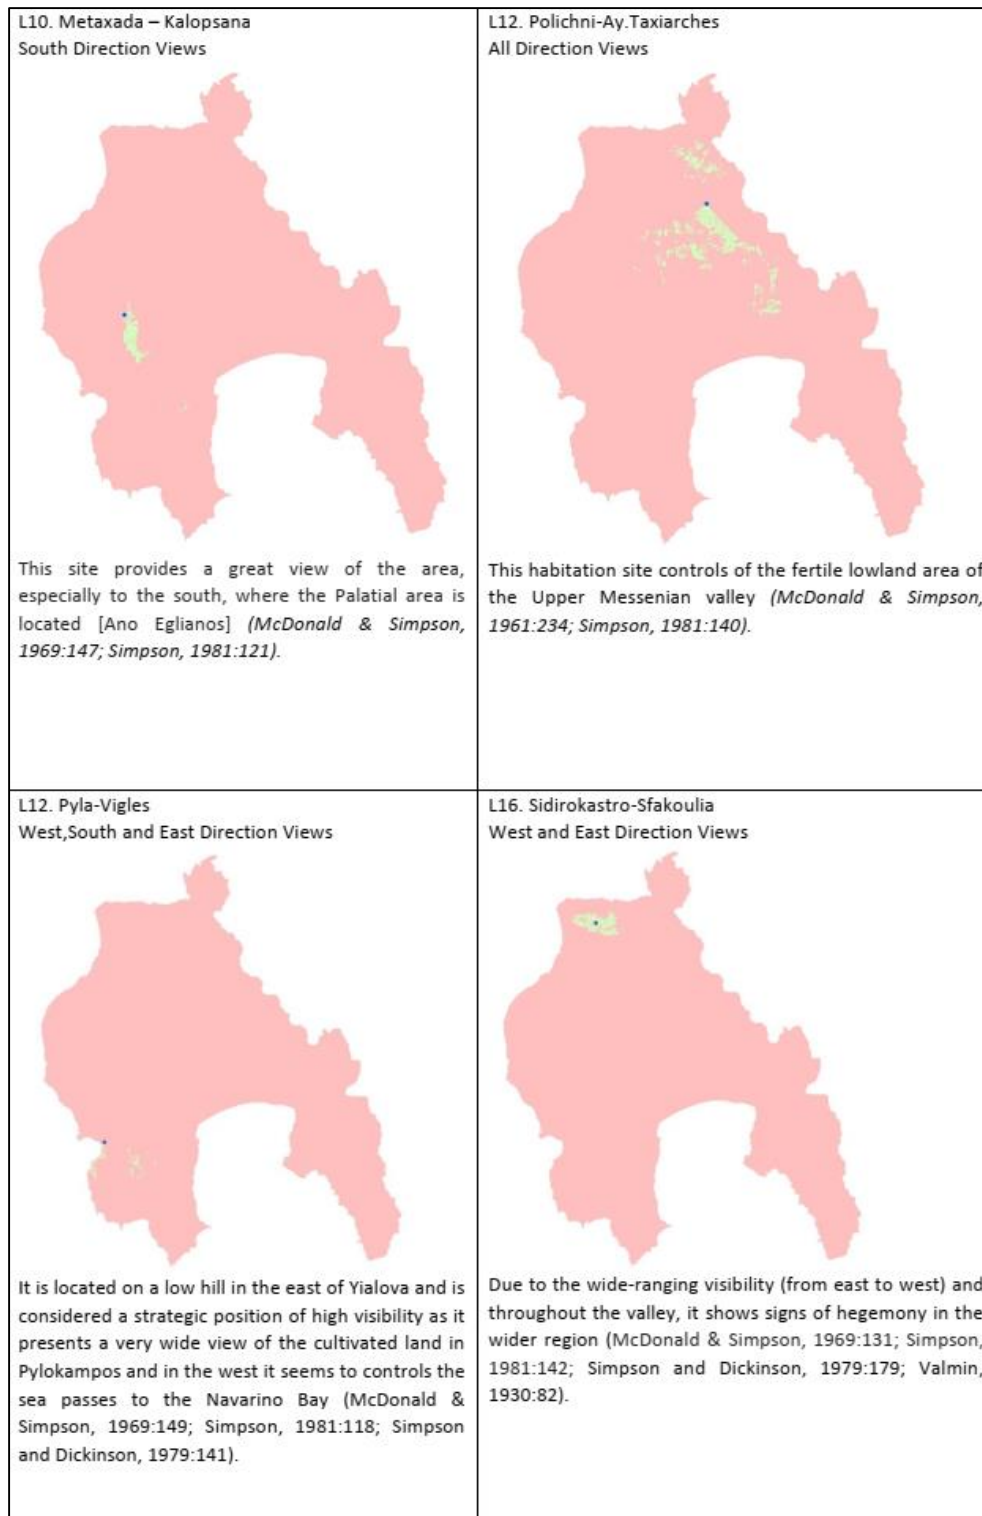 L10. Metaxada – Kalopsana
South Direction Views
This site provides a great view of the area,
especially to the south, where the Palatial area is
located [Ano Eglianos] (McDonald & Simpson,
1969:147; Simpson, 1981:121).
L12. Polichni-Ay.Taxiarches
All Direction Views
This habitation site controls of the fertile lowland area of
the Upper Messenian valley (McDonald & Simpson,
1961:234; Simpson, 1981:140).
L12. Pyla-Vigles
West,South and East Direction Views
It is located on a low hill in the east of Yialova and is
considered a strategic position of high visibility as it
presents a very wide view of the cultivated land in
Pylokampos and in the west it seems to controls the
sea passes to the Navarino Bay (McDonald &
Simpson, 1969:149; Simpson, 1981:118; Simpson
and Dickinson, 1979:141).
L16. Sidirokastro-Sfakoulia
West and East Direction Views
Due to the wide-ranging visibility (from east to west) and
throughout the valley, it shows signs of hegemony in the
wider region (McDonald & Simpson, 1969:131; Simpson,
1981:142; Simpson and Dickinson, 1979:179; Valmin,
1930:82).